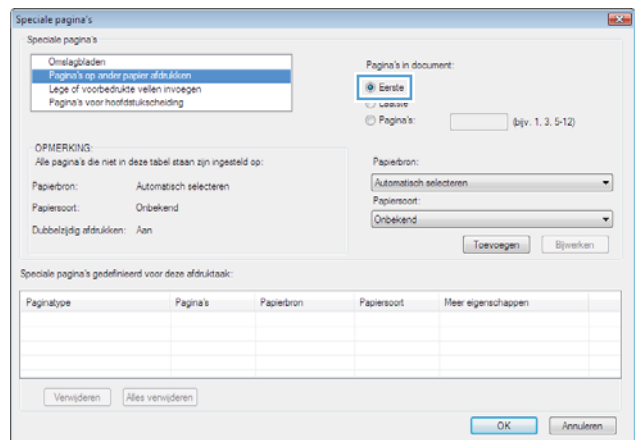 Speciale pagina's
Speciale pagina's
Omslagbladen
Pagina's op ander papier afdrukken
Lege of voorbedrukte vellen invoegen
Pagina's voor hoofdstukscheiding
Pagina's in document:
Eerste
Laatste
Pagina's: (bijv. 1, 3, 5-12)
OPMERKING:
Alle pagina's die niet in deze tabel staan zijn ingesteld op:
Papierbron: Automatisch selecteren
Papiersoort: Onbekend
Dubbelzijdig afdrukken: Aan
Papierbron:
Automatisch selecteren
Papiersoort:
Onbekend
Toevoegen Bijwerken
Speciale pagina's gedefinieerd voor deze afdruktaak:
Paginatype Pagina's Papierbron Papiersoort Meer eigenschappen
Verwijderen Alles verwijderen
OK Annuleren